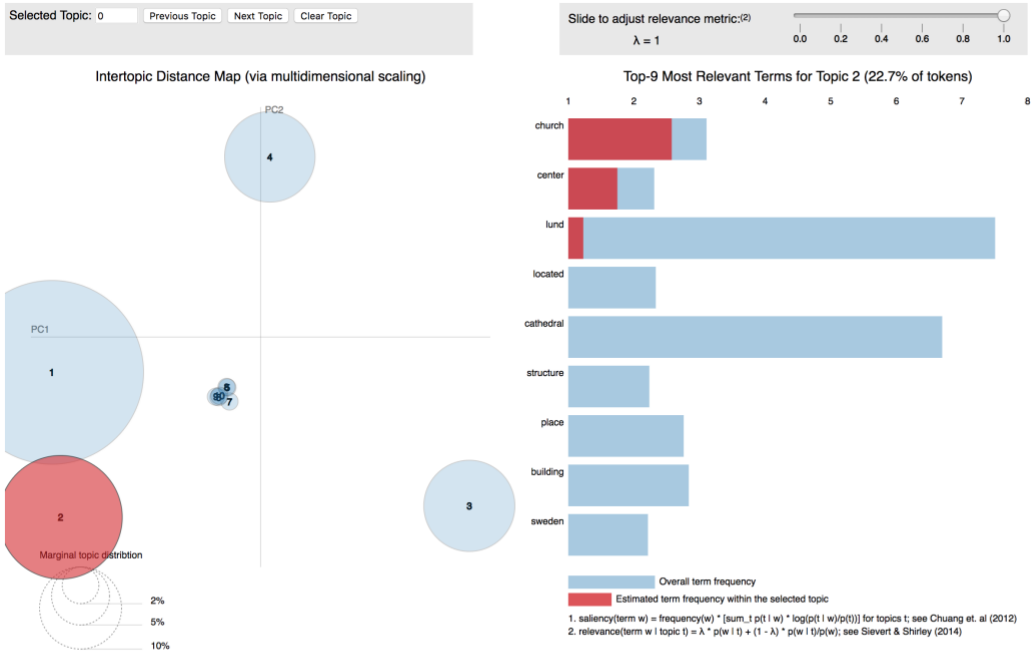 Selected Topic: 0 Previous Topic Next Topic Clear Topic
Slide to adjust relevance metric:(2)
λ = 1
0.0 0.2 0.4 0.6 0.8 1.0
Intertopic Distance Map (via multidimensional scaling)
PC2
4
PC1
1
5
7
2
3
Marginal topic distribtion
2%
5%
10%
Top-9 Most Relevant Terms for Topic 2 (22.7% of tokens)
1 2 3 4 5 6 7 8
church
center
lund
located
cathedral
structure
place
building
sweden
Overall term frequency
Estimated term frequency within the selected topic
1. saliency(term w) = frequency(w) * [sum_t p(t | w) * log(p(t | w)/p(t))] for topics t; see Chuang et. al (2012)
2. relevance(term w | topic t) = λ * p(w | t) + (1 - λ) * p(w | t)/p(w); see Sievert & Shirley (2014)